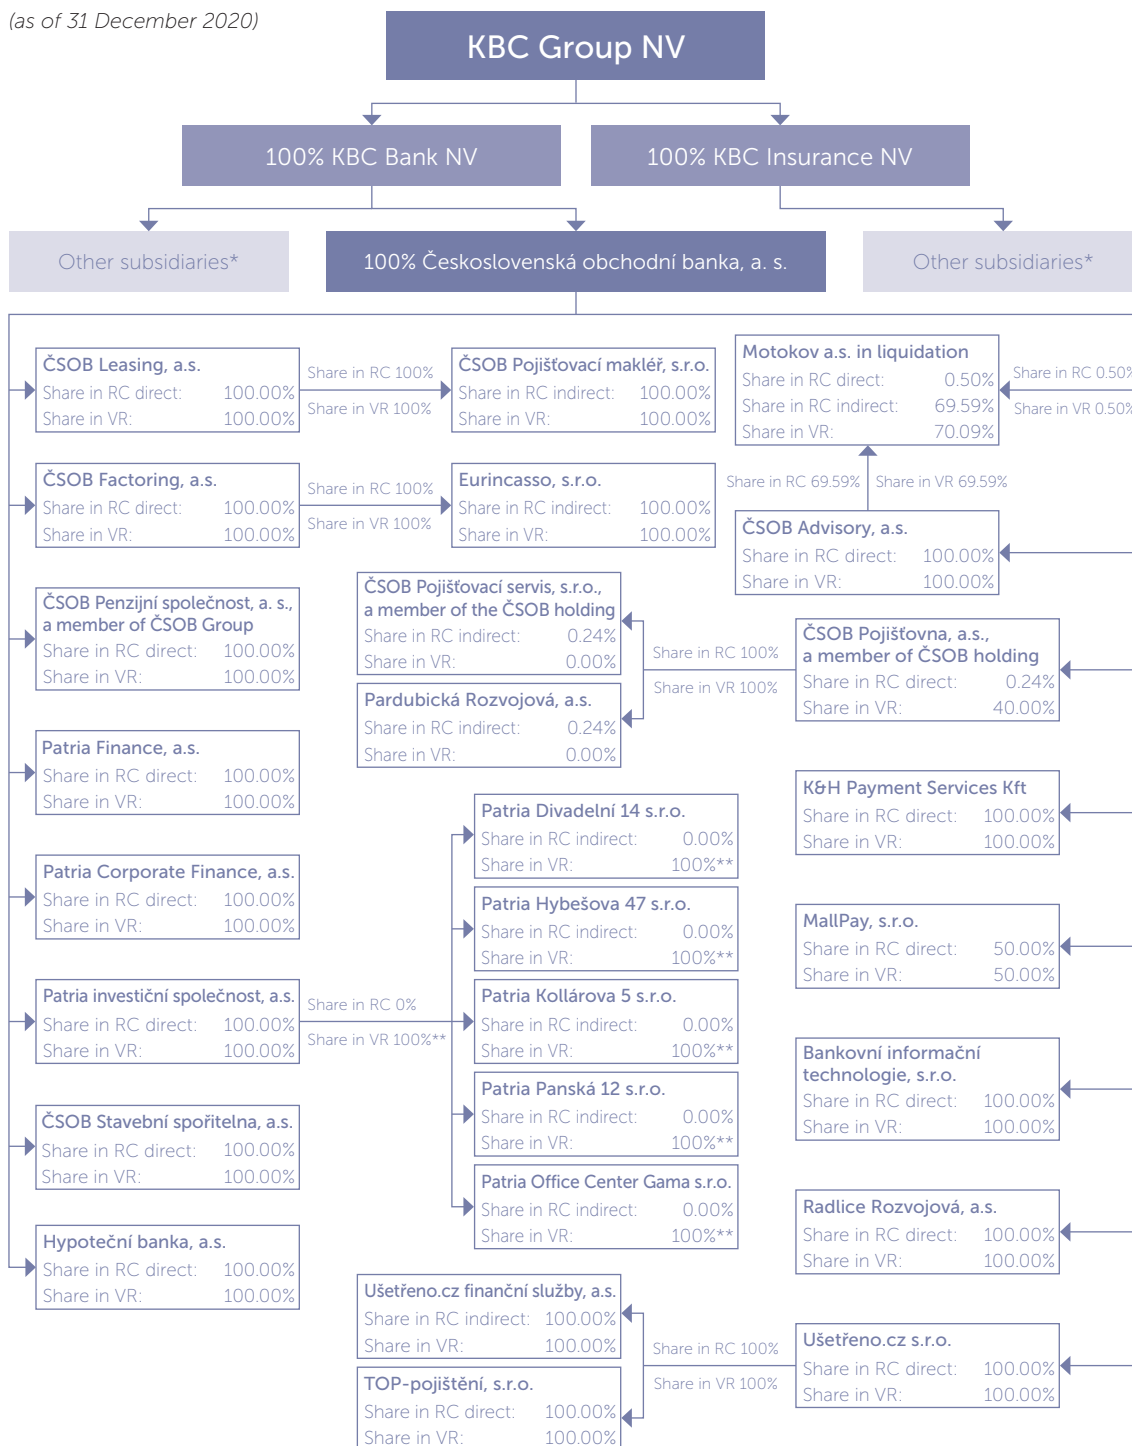 (as of 31 December 2020)
KBC Group NV
100% KBC Bank NV
100% KBC Insurance NV
Other subsidiaries*
100% Československá obchodní banka, a. s.
Other subsidiaries*
ČSOB Leasing, a.s.
Share in RC direct: 100.00%
Share in VR: 100.00%
Share in RC 100%
Share in VR 100%
ČSOB Pojišťovací makléř, s.r.o.
Share in RC indirect: 100.00%
Share in VR: 100.00%
Motokov a.s. in liquidation
Share in RC direct: 0.50%
Share in RC indirect: 69.59%
Share in VR: 70.09%
Share in RC 0.50%
Share in VR 0.50%
ČSOB Factoring, a.s.
Share in RC direct: 100.00%
Share in VR: 100.00%
Share in RC 100%
Share in VR 100%
Eurincasso, s.r.o.
Share in RC indirect: 100.00%
Share in VR: 100.00%
Share in RC 69.59%
Share in VR 69.59%
ČSOB Advisory, a.s.
Share in RC direct: 100.00%
Share in VR: 100.00%
ČSOB Penzijní společnost, a. s.,
a member of ČSOB Group
Share in RC direct: 100.00%
Share in VR: 100.00%
ČSOB Pojišťovací servis, s.r.o.,
a member of the ČSOB holding
Share in RC indirect: 0.24%
Share in VR: 0.00%
Pardubická Rozvojová, a.s.
Share in RC indirect: 0.24%
Share in VR: 0.00%
Share in RC 100%
Share in VR 100%
ČSOB Pojišťovna, a.s.,
a member of ČSOB holding
Share in RC direct: 0.24%
Share in VR: 40.00%
Patria Finance, a.s.
Share in RC direct: 100.00%
Share in VR: 100.00%
K&H Payment Services Kft
Share in RC direct: 100.00%
Share in VR: 100.00%
Patria Corporate Finance, a.s.
Share in RC direct: 100.00%
Share in VR: 100.00%
Patria Divadelní 14 s.r.o.
Share in RC indirect: 0.00%
Share in VR: 100%**
Patria Hybešova 47 s.r.o.
Share in RC indirect: 0.00%
Share in VR: 100%**
MallPay, s.r.o.
Share in RC direct: 50.00%
Share in VR: 50.00%
Patria investiční společnost, a.s.
Share in RC direct: 100.00%
Share in VR: 100.00%
Share in RC 0%
Share in VR 100%**
Patria Kollárova 5 s.r.o.
Share in RC indirect: 0.00%
Share in VR: 100%**
Patria Panská 12 s.r.o.
Share in RC indirect: 0.00%
Share in VR: 100%**
Bankovní informační
technologie, s.r.o.
Share in RC direct: 100.00%
Share in VR: 100.00%
ČSOB Stavební spořitelna, a.s.
Share in RC direct: 100.00%
Share in VR: 100.00%
Patria Office Center Gama s.r.o.
Share in RC indirect: 0.00%
Share in VR: 100%**
Radlice Rozvojová, a.s.
Share in RC direct: 100.00%
Share in VR: 100.00%
Hypoteční banka, a.s.
Share in RC direct: 100.00%
Share in VR: 100.00%
Ušetřeno.cz finanční služby, a.s.
Share in RC indirect: 100.00%
Share in VR: 100.00%
TOP-pojištění, s.r.o.
Share in RC direct: 100.00%
Share in VR: 100.00%
Share in RC 100%
Share in VR 100%
Ušetřeno.cz s.r.o.
Share in RC direct: 100.00%
Share in VR: 100.00%